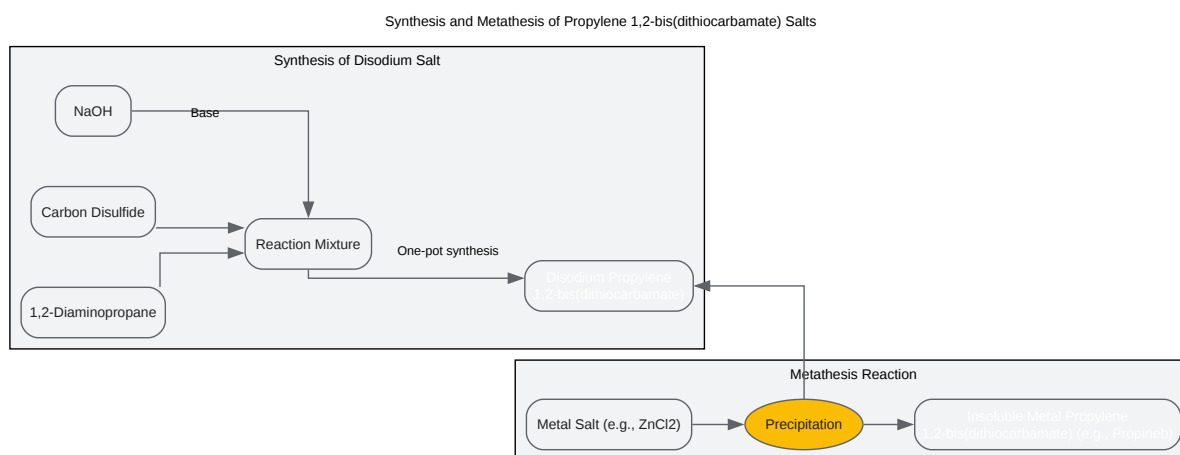 Synthesis and Metathesis of Propylene 1,2-bis(dithiocarbamate) Salts
Synthesis of Disodium Salt
NaOH
Base
Carbon Disulfide
Reaction Mixture
One-pot synthesis
Disodium Propylene
1,2-bis(dithiocarbamate)
1,2-Diaminopropane
Metathesis Reaction
Metal Salt (e.g., ZnCl2)
Precipitation
Insoluble Metal Propylene
1,2-bis(dithiocarbamate) (e.g., Propineb)